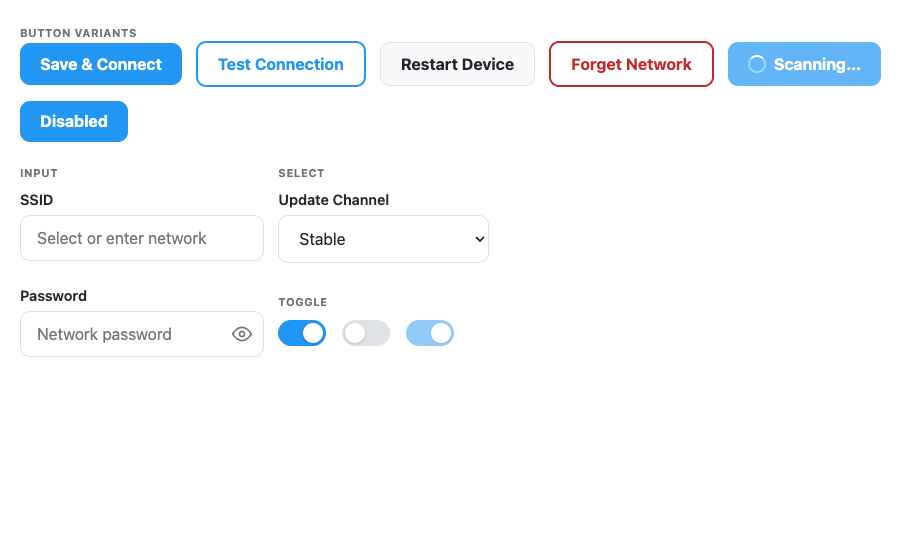 BUTTON VARIANTS
Save & Connect
Test Connection
Restart Device
Forget Network
Scanning...
Disabled
INPUT
SSID
Select or enter network
Password
Network password
SELECT
Update Channel
Stable
TOGGLE